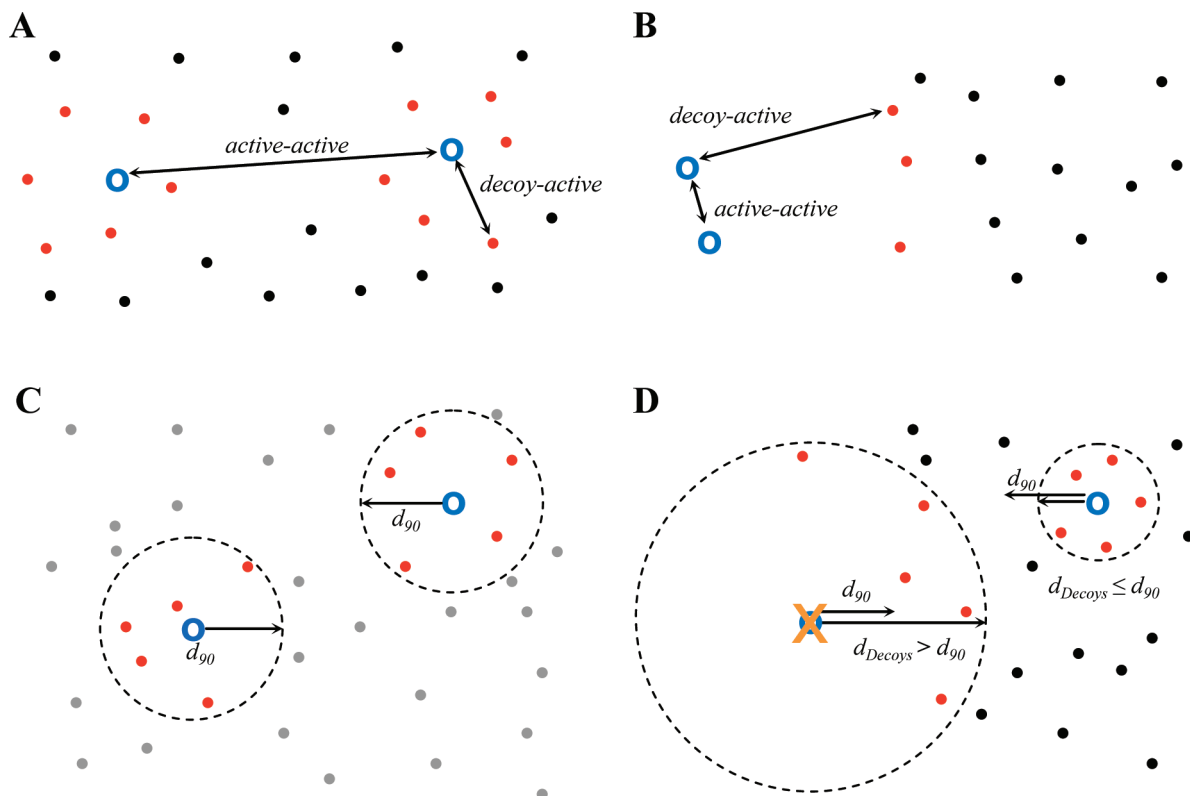 A
active-active
decoy-active
B
decoy-active
active-active
C
d90
d90
D
d90
dDecoys ≤ d90
d90
dDecoys > d90